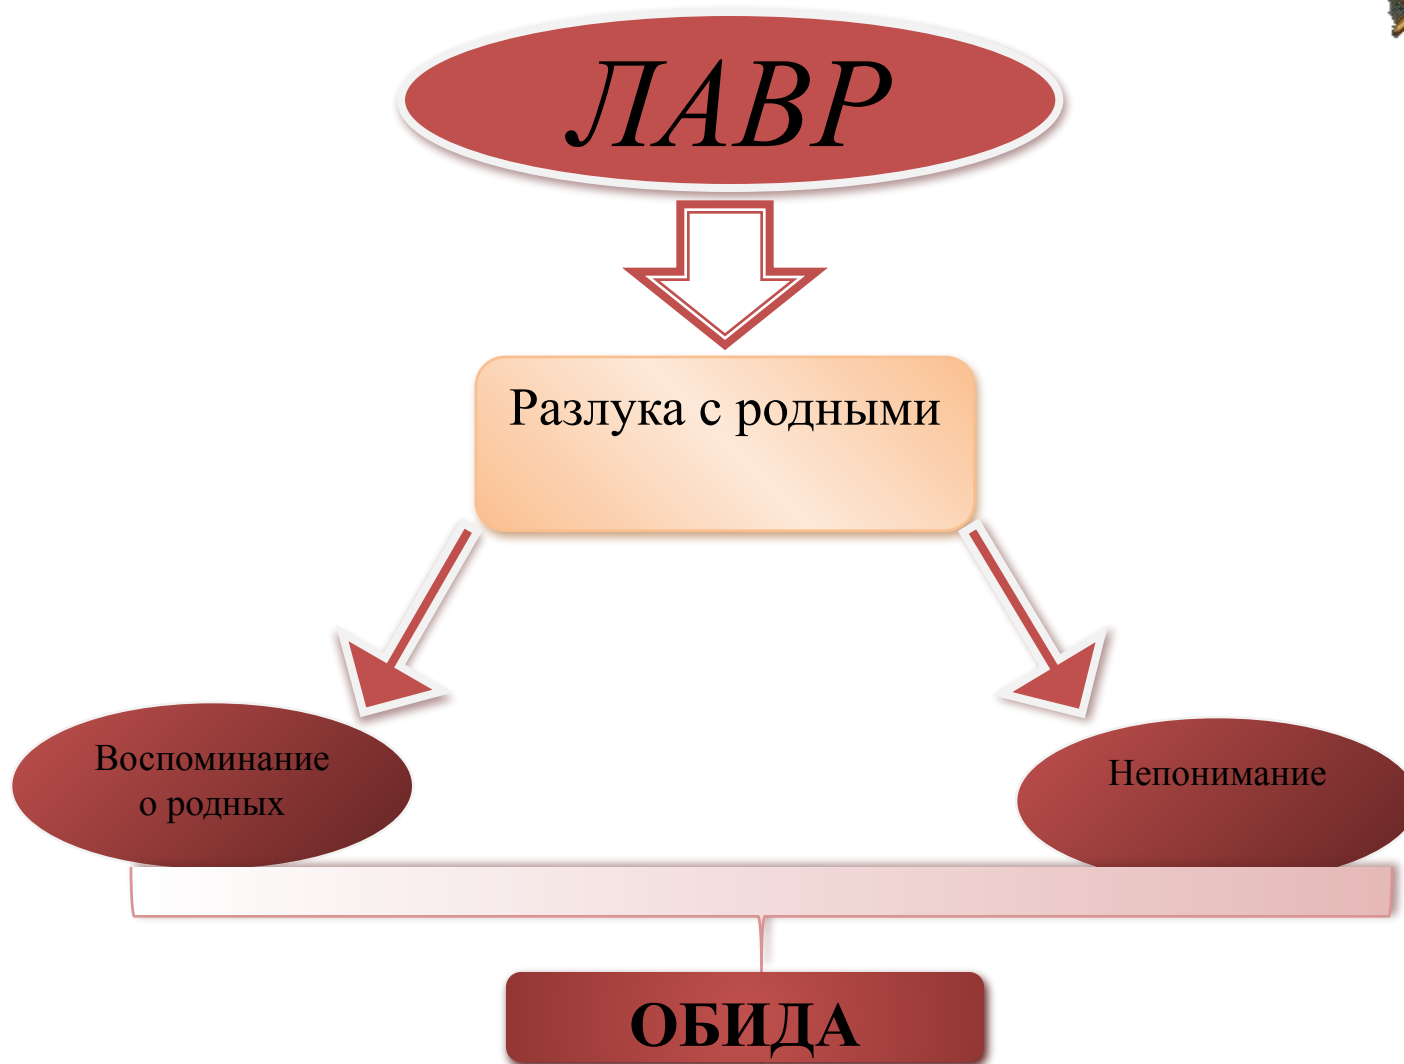 ЛАВР
Разлука с родными
Воспоминание
о родных
Непонимание
ОБИДА